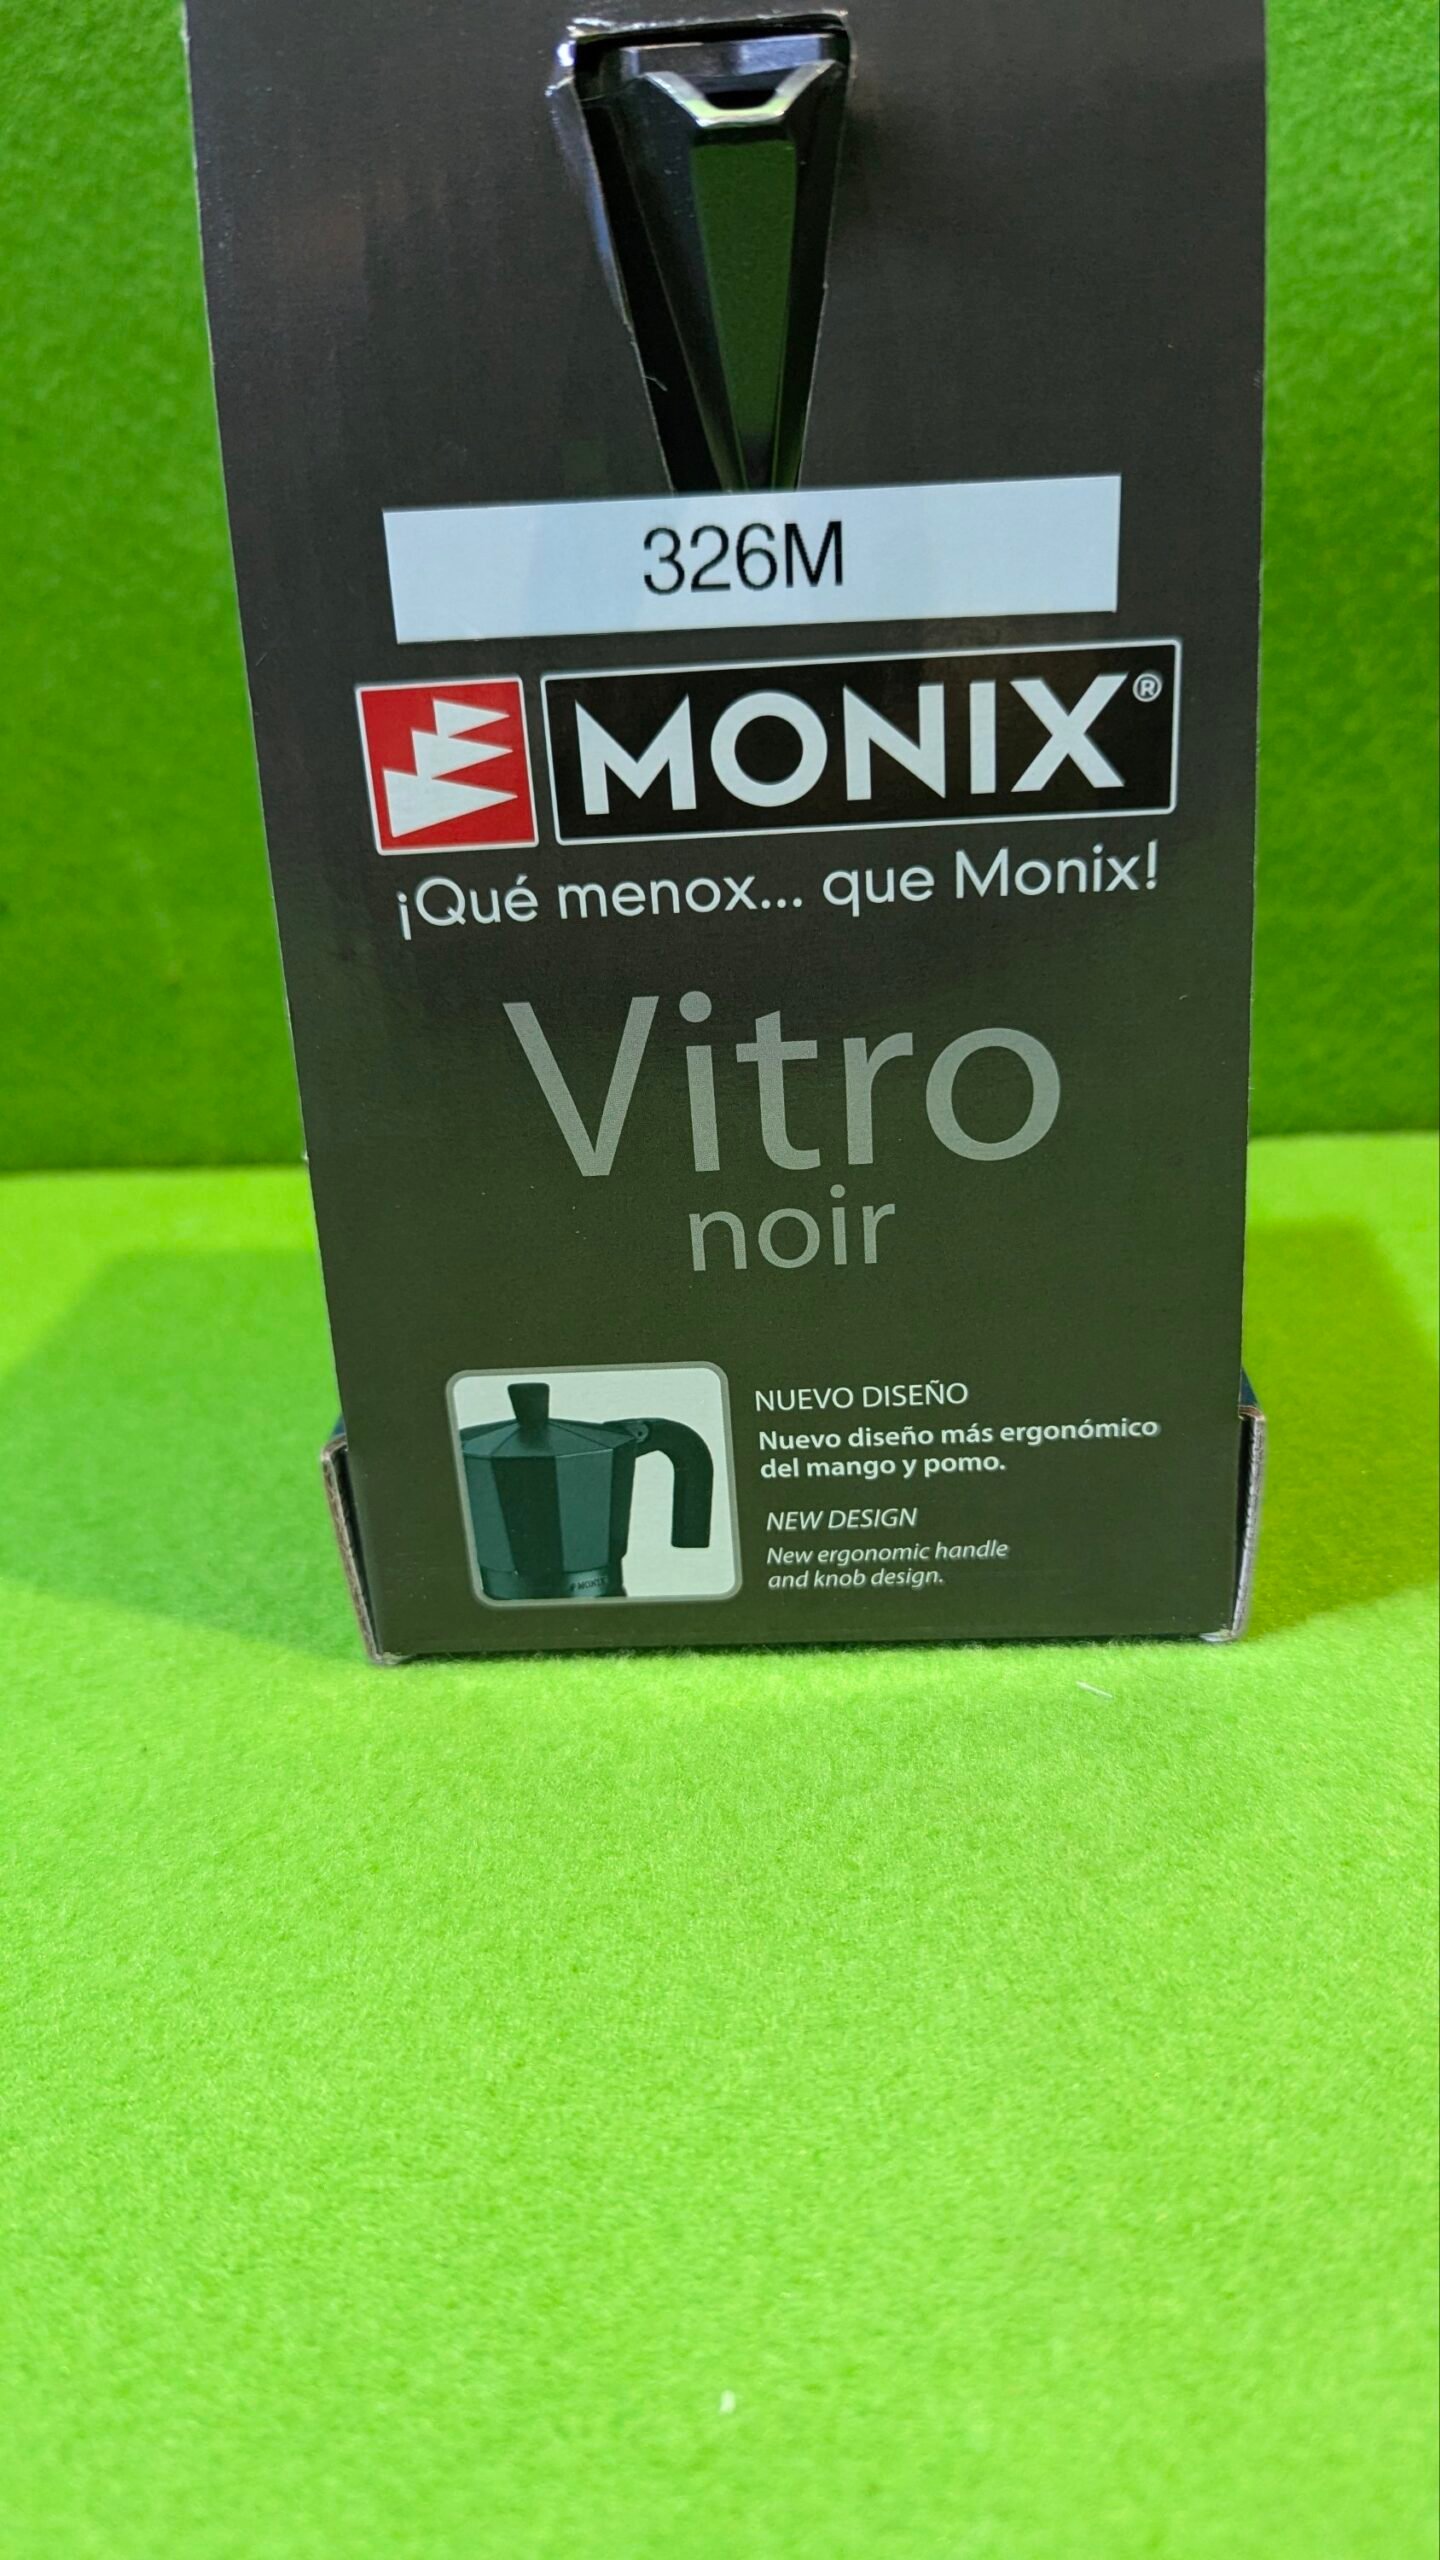 326M
MONIX®
¡Qué menox... que Monix!
Vitro
noir
NUEVO DISEÑO
Nuevo diseño más ergonómico
del mango y pomo.
NEW DESIGN
New ergonomic handle
and knob design.
MONIX